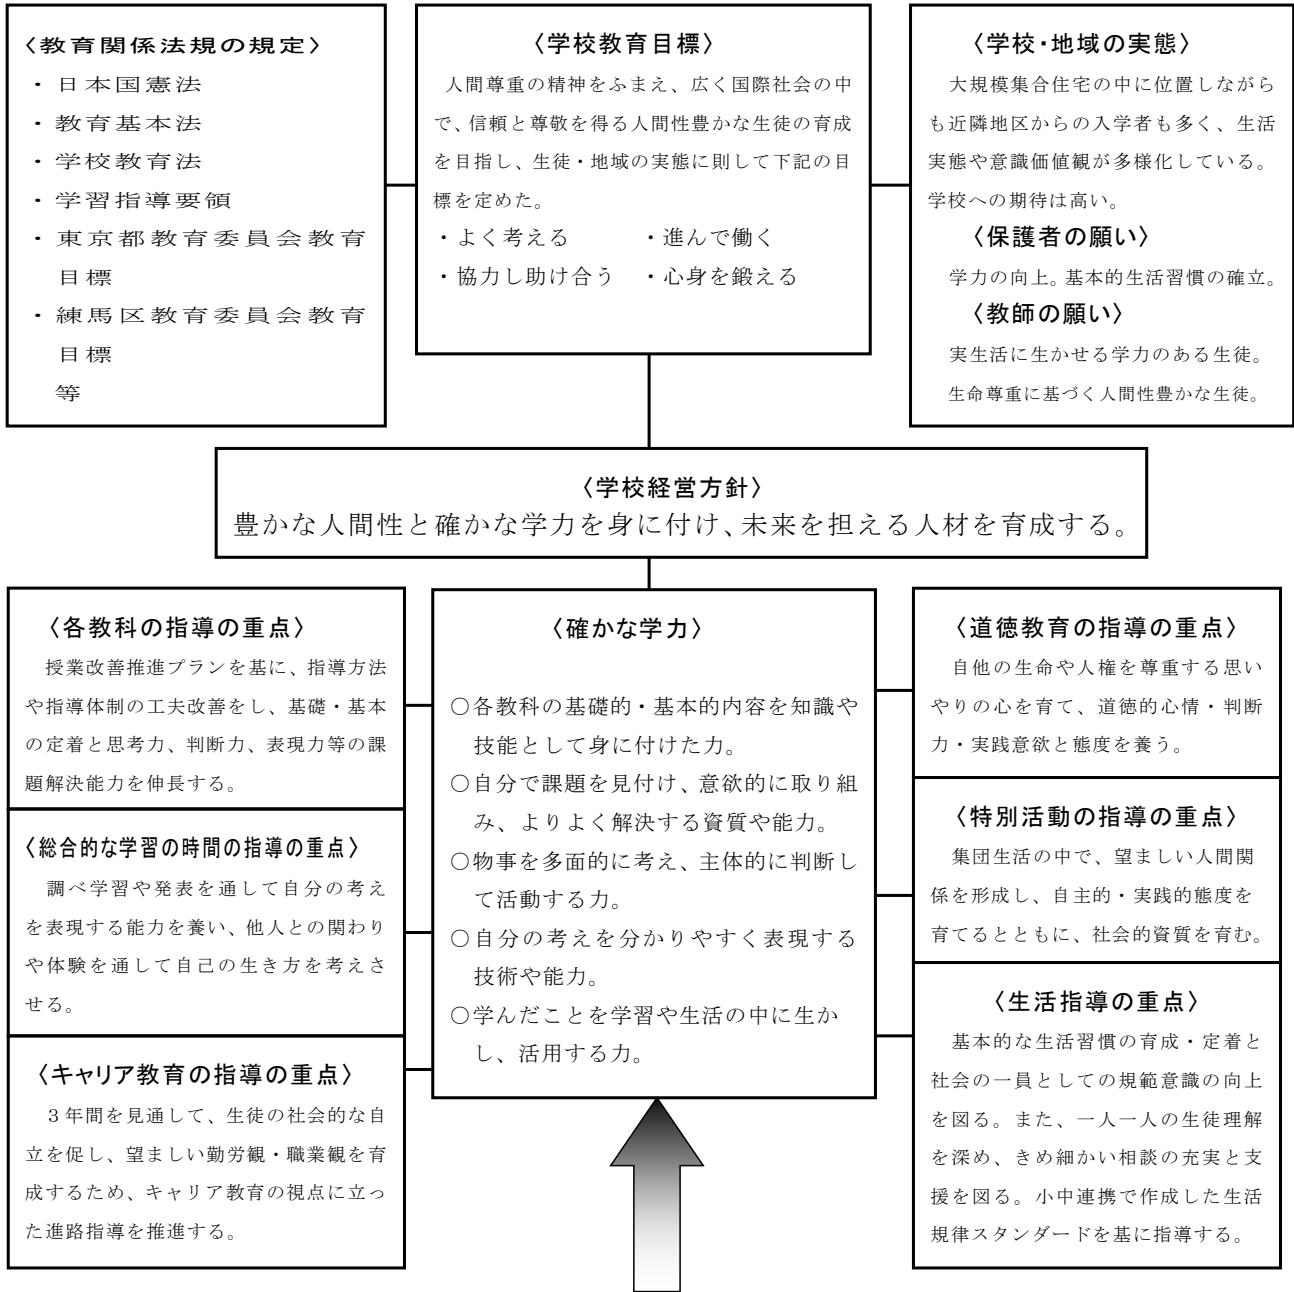 〈教育関係法規の規定〉
・日本国憲法
・教育基本法
・学校教育法
・学習指導要領
・東京都教育委員会教育
目標
・練馬区教育委員会教育
目標
等
〈学校教育目標〉
人間尊重の精神をふまえ、広く国際社会の中
で、信頼と尊敬を得る人間性豊かな生徒の育成
を目指し、生徒・地域の実態に則して下記の目
標を定めた。
・よく考える　　・進んで働く
・協力し助け合う　・心身を鍛える
〈学校・地域の実態〉
大規模集合住宅の中に位置しながら
も近隣地区からの入学者も多く、生活
実態や意識価値観が多様化している。
学校への期待は高い。
〈保護者の願い〉
学力の向上。基本的生活習慣の確立。
〈教師の願い〉
実生活に生かせる学力のある生徒。
生命尊重に基づく人間性豊かな生徒。
〈学校経営方針〉
豊かな人間性と確かな学力を身に付け、未来を担える人材を育成する。
〈各教科の指導の重点〉
授業改善推進プランを基に、指導方法
や指導体制の工夫改善をし、基礎・基本
の定着と思考力、判断力、表現力等の課
題解決能力を伸長する。
〈総合的な学習の時間の指導の重点〉
調べ学習や発表を通して自分の考え
を表現する能力を養い、他人との関わり
や体験を通して自己の生き方を考えさ
せる。
〈キャリア教育の指導の重点〉
３年間を見通して、生徒の社会的な自
立を促し、望ましい勤労観・職業観を育
成するため、キャリア教育の視点に立っ
た進路指導を推進する。
〈確かな学力〉
○各教科の基礎的・基本的内容を知識や
技能として身に付けた力。
○自分で課題を見付け、意欲的に取り組
み、よりよく解決する資質や能力。
○物事を多面的に考え、主体的に判断し
て活動する力。
○自分の考えを分かりやすく表現する
技術や能力。
○学んだことを学習や生活の中に生か
し、活用する力。
〈道徳教育の指導の重点〉
自他の生命や人権を尊重する思い
やりの心を育て、道徳的心情・判断
力・実践意欲と態度を養う。
〈特別活動の指導の重点〉
集団生活の中で、望ましい人間関
係を形成し、自主的・実践的態度を
育てるとともに、社会的資質を育む。
〈生活指導の重点〉
基本的な生活習慣の育成・定着と
社会の一員としての規範意識の向上
を図る。また、一人一人の生徒理解
を深め、きめ細かい相談の充実と支
援を図る。小中連携で作成した生活
規律スタンダードを基に指導する。